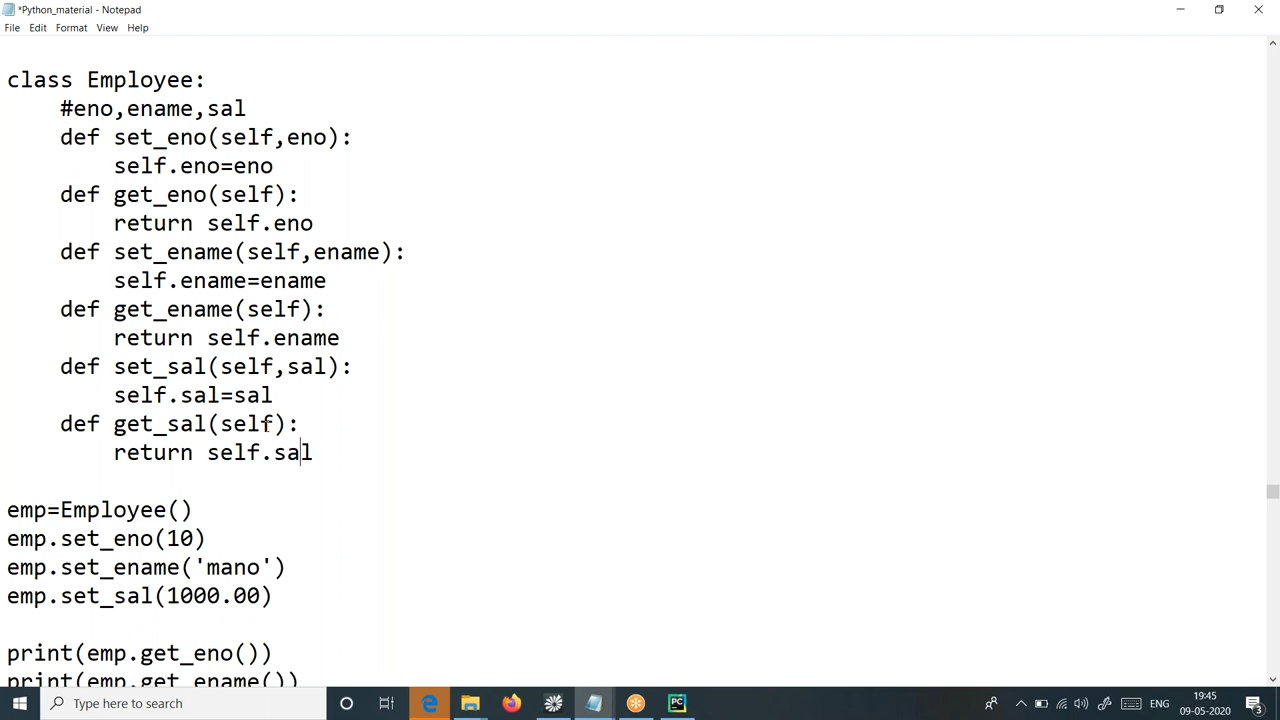 *Python_material - Notepad
File Edit Format View Help
class Employee:
    #eno,ename,sal
    def set_eno(self,eno):
        self.eno=eno
    def get_eno(self):
        return self.eno
    def set_ename(self,ename):
        self.ename=ename
    def get_ename(self):
        return self.ename
    def set_sal(self,sal):
        self.sal=sal
    def get_sal(self):
        return self.sal
emp=Employee()
emp.set_eno(10)
emp.set_ename('mano')
emp.set_sal(1000.00)
print(emp.get_eno())
print(emp.get_ename())
Type here to search
ENG
19:45
09-05-2020
3